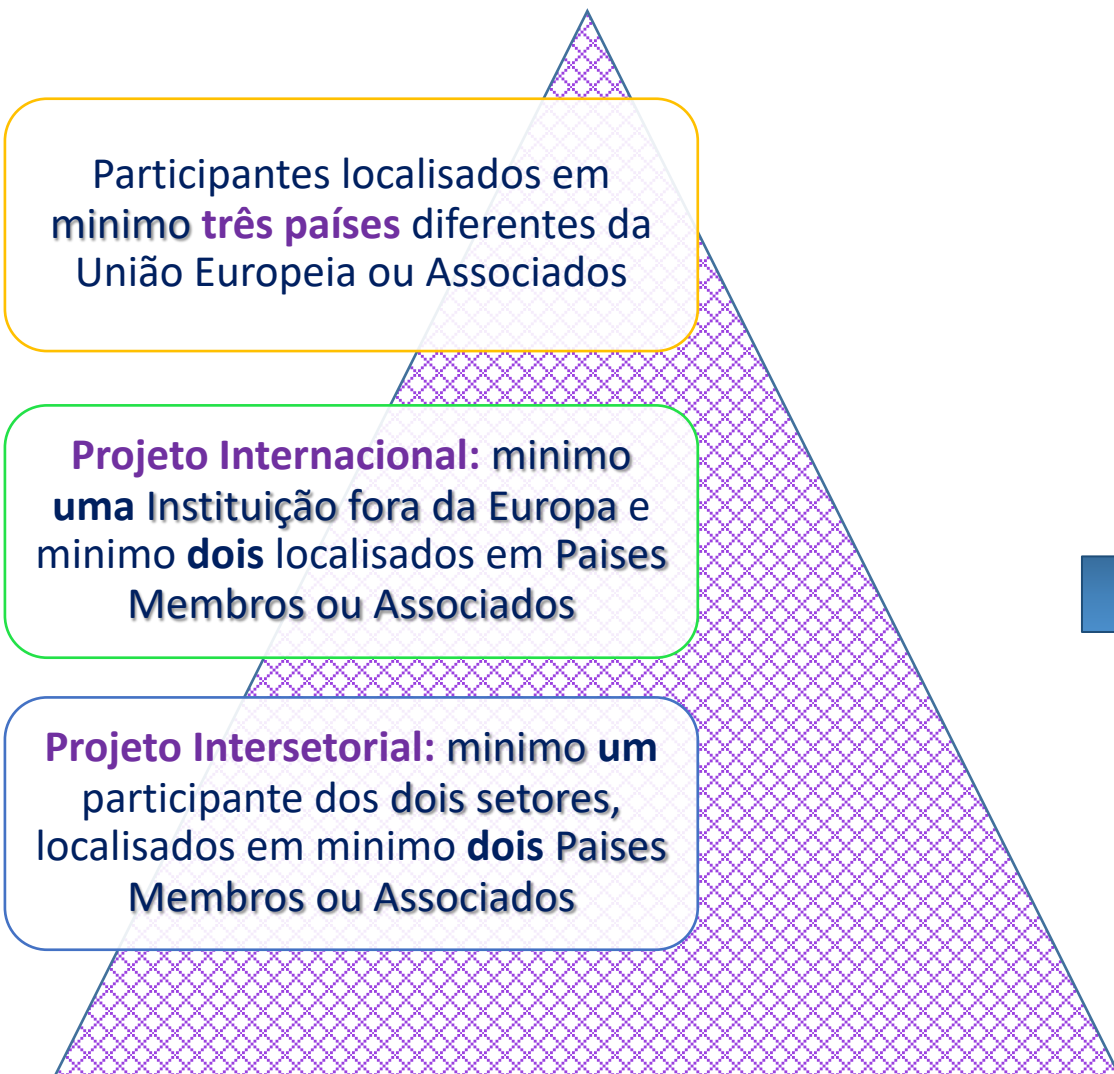 Participantes localisados em
minimo três países diferentes da
União Europeia ou Associados
Projeto Internacional: minimo
uma Instituição fora da Europa e
minimo dois localisados em Paises
Membros ou Associados
Projeto Intersetorial: minimo um
participante dos dois setores,
localisados em minimo dois Paises
Membros ou Associados